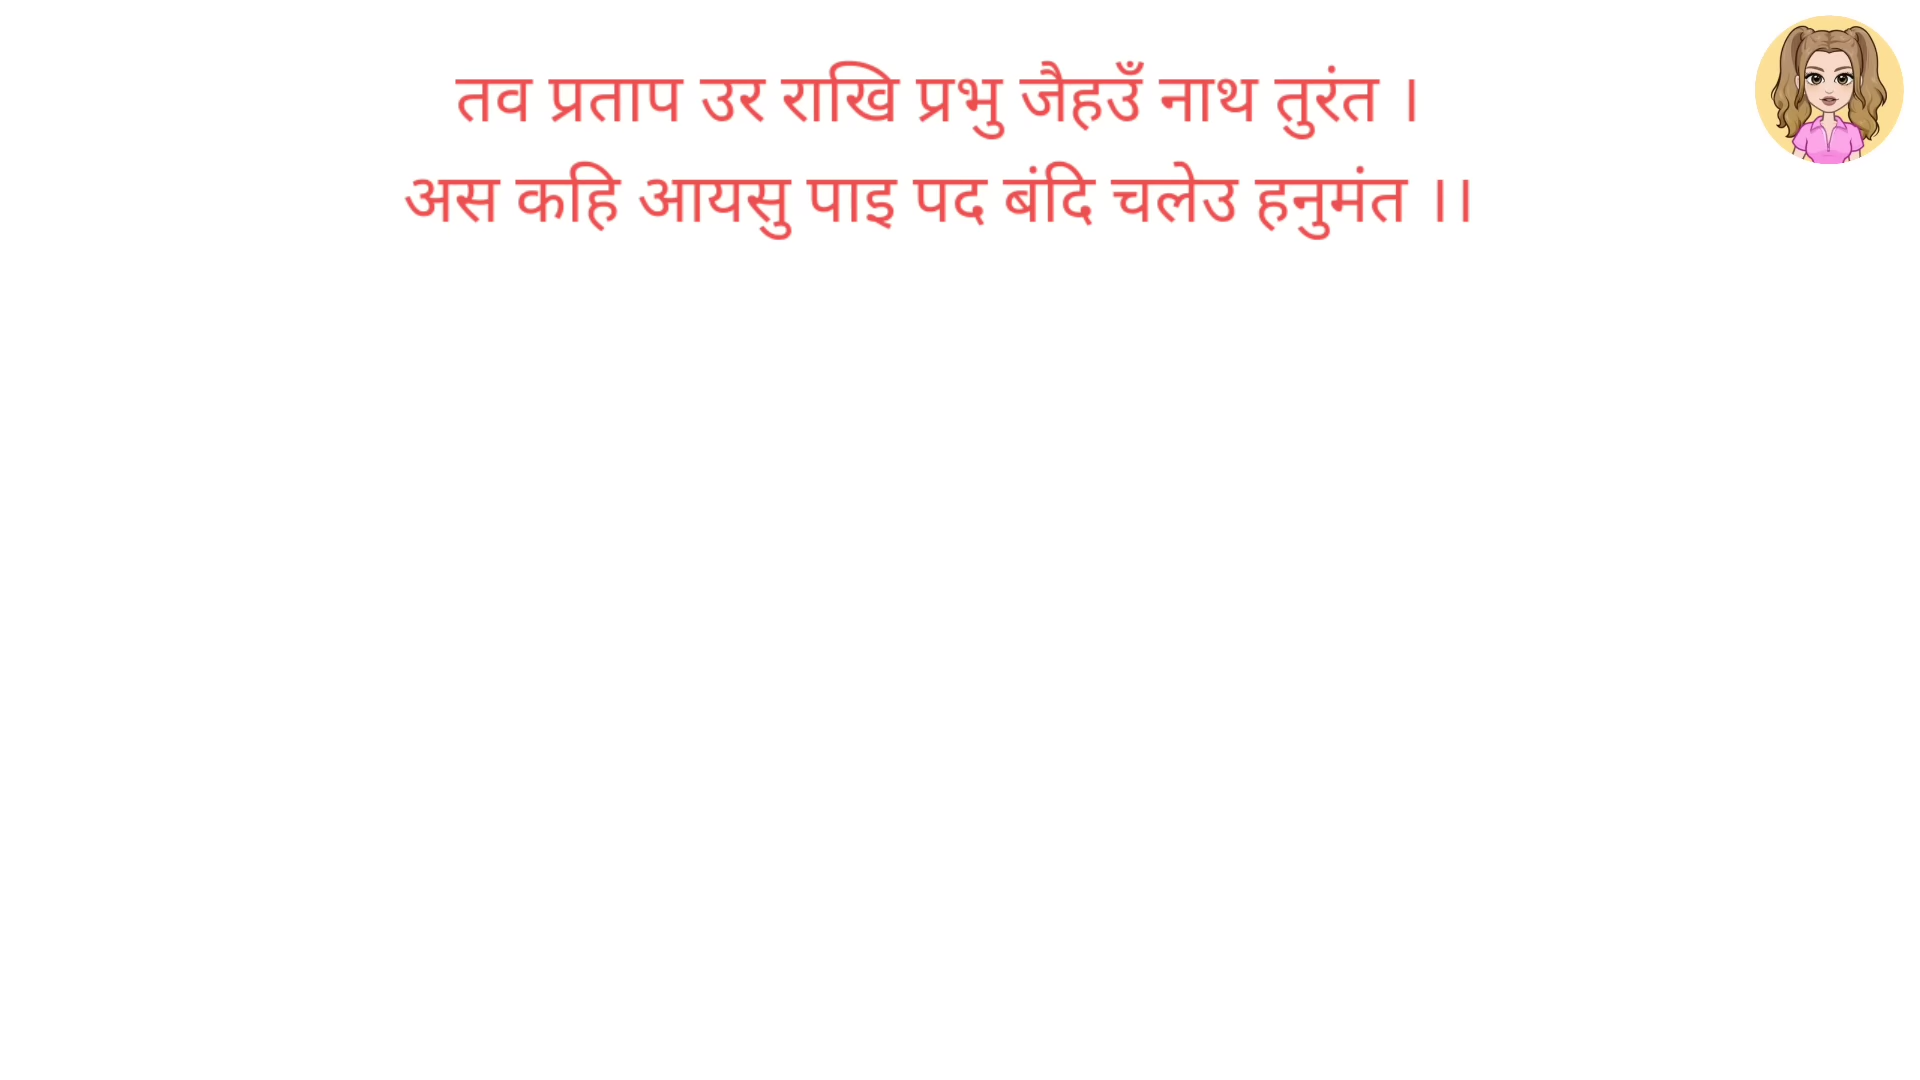 तव प्रताप उर राखि प्रभु जैहउँ नाथ तुरंत ।
अस कहि आयसु पाइ पद बंदि चलेउ हनुमंत ।।